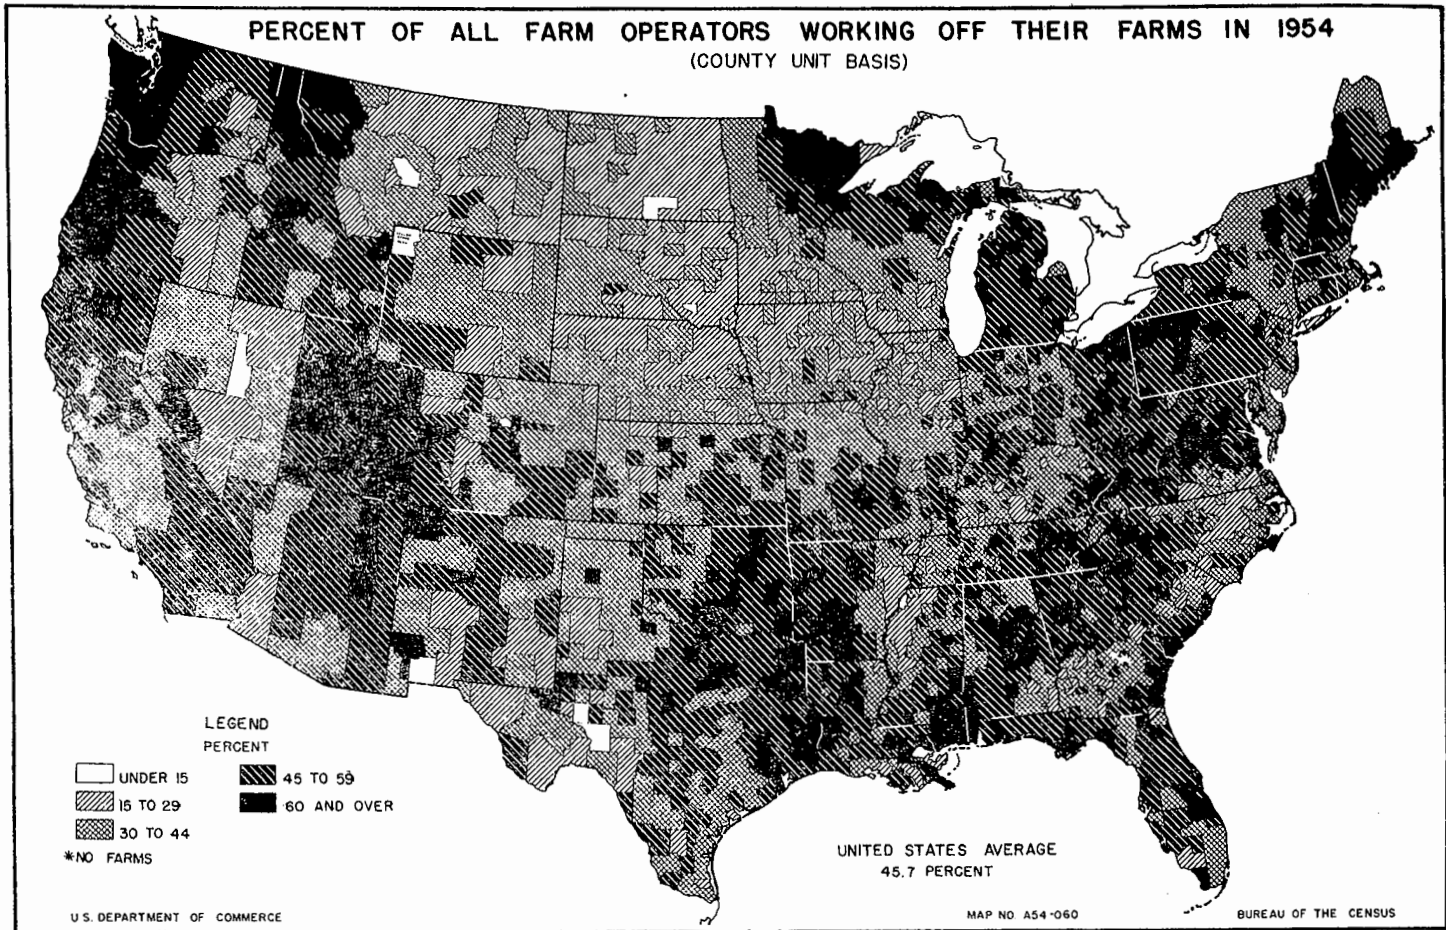 PERCENT OF ALL FARM OPERATORS WORKING OFF THEIR FARMS IN 1954
(COUNTY UNIT BASIS)
LEGEND
PERCENT
UNDER 15
15 TO 29
30 TO 44
45 TO 59
60 AND OVER
*NO FARMS
UNITED STATES AVERAGE
45.7 PERCENT
U.S. DEPARTMENT OF COMMERCE
MAP NO. A54-060
BUREAU OF THE CENSUS